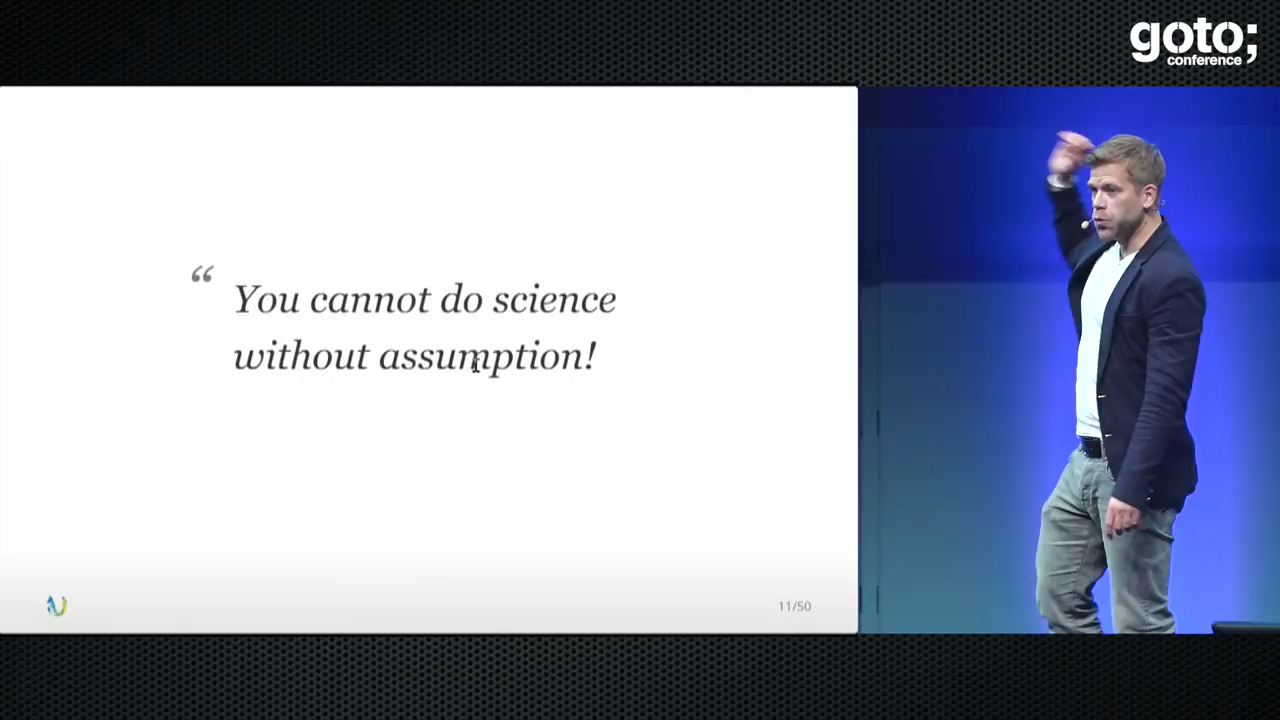 goto;
conference
“ You cannot do science
without assumption!
11/50